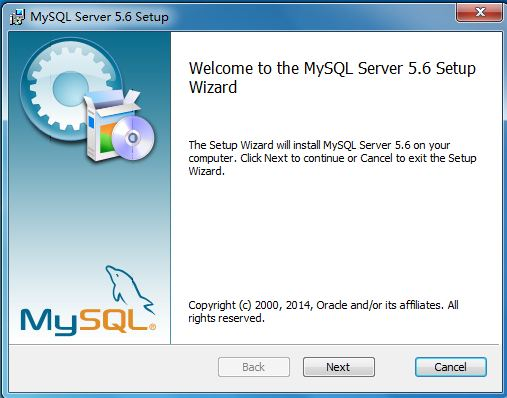 MySQL Server 5.6 Setup
Welcome to the MySQL Server 5.6 Setup
Wizard
The Setup Wizard will install MySQL Server 5.6 on your
computer. Click Next to continue or Cancel to exit the Setup
Wizard.
MySQL®
Copyright (c) 2000, 2014, Oracle and/or its affiliates. All
rights reserved.
Back
Next
Cancel